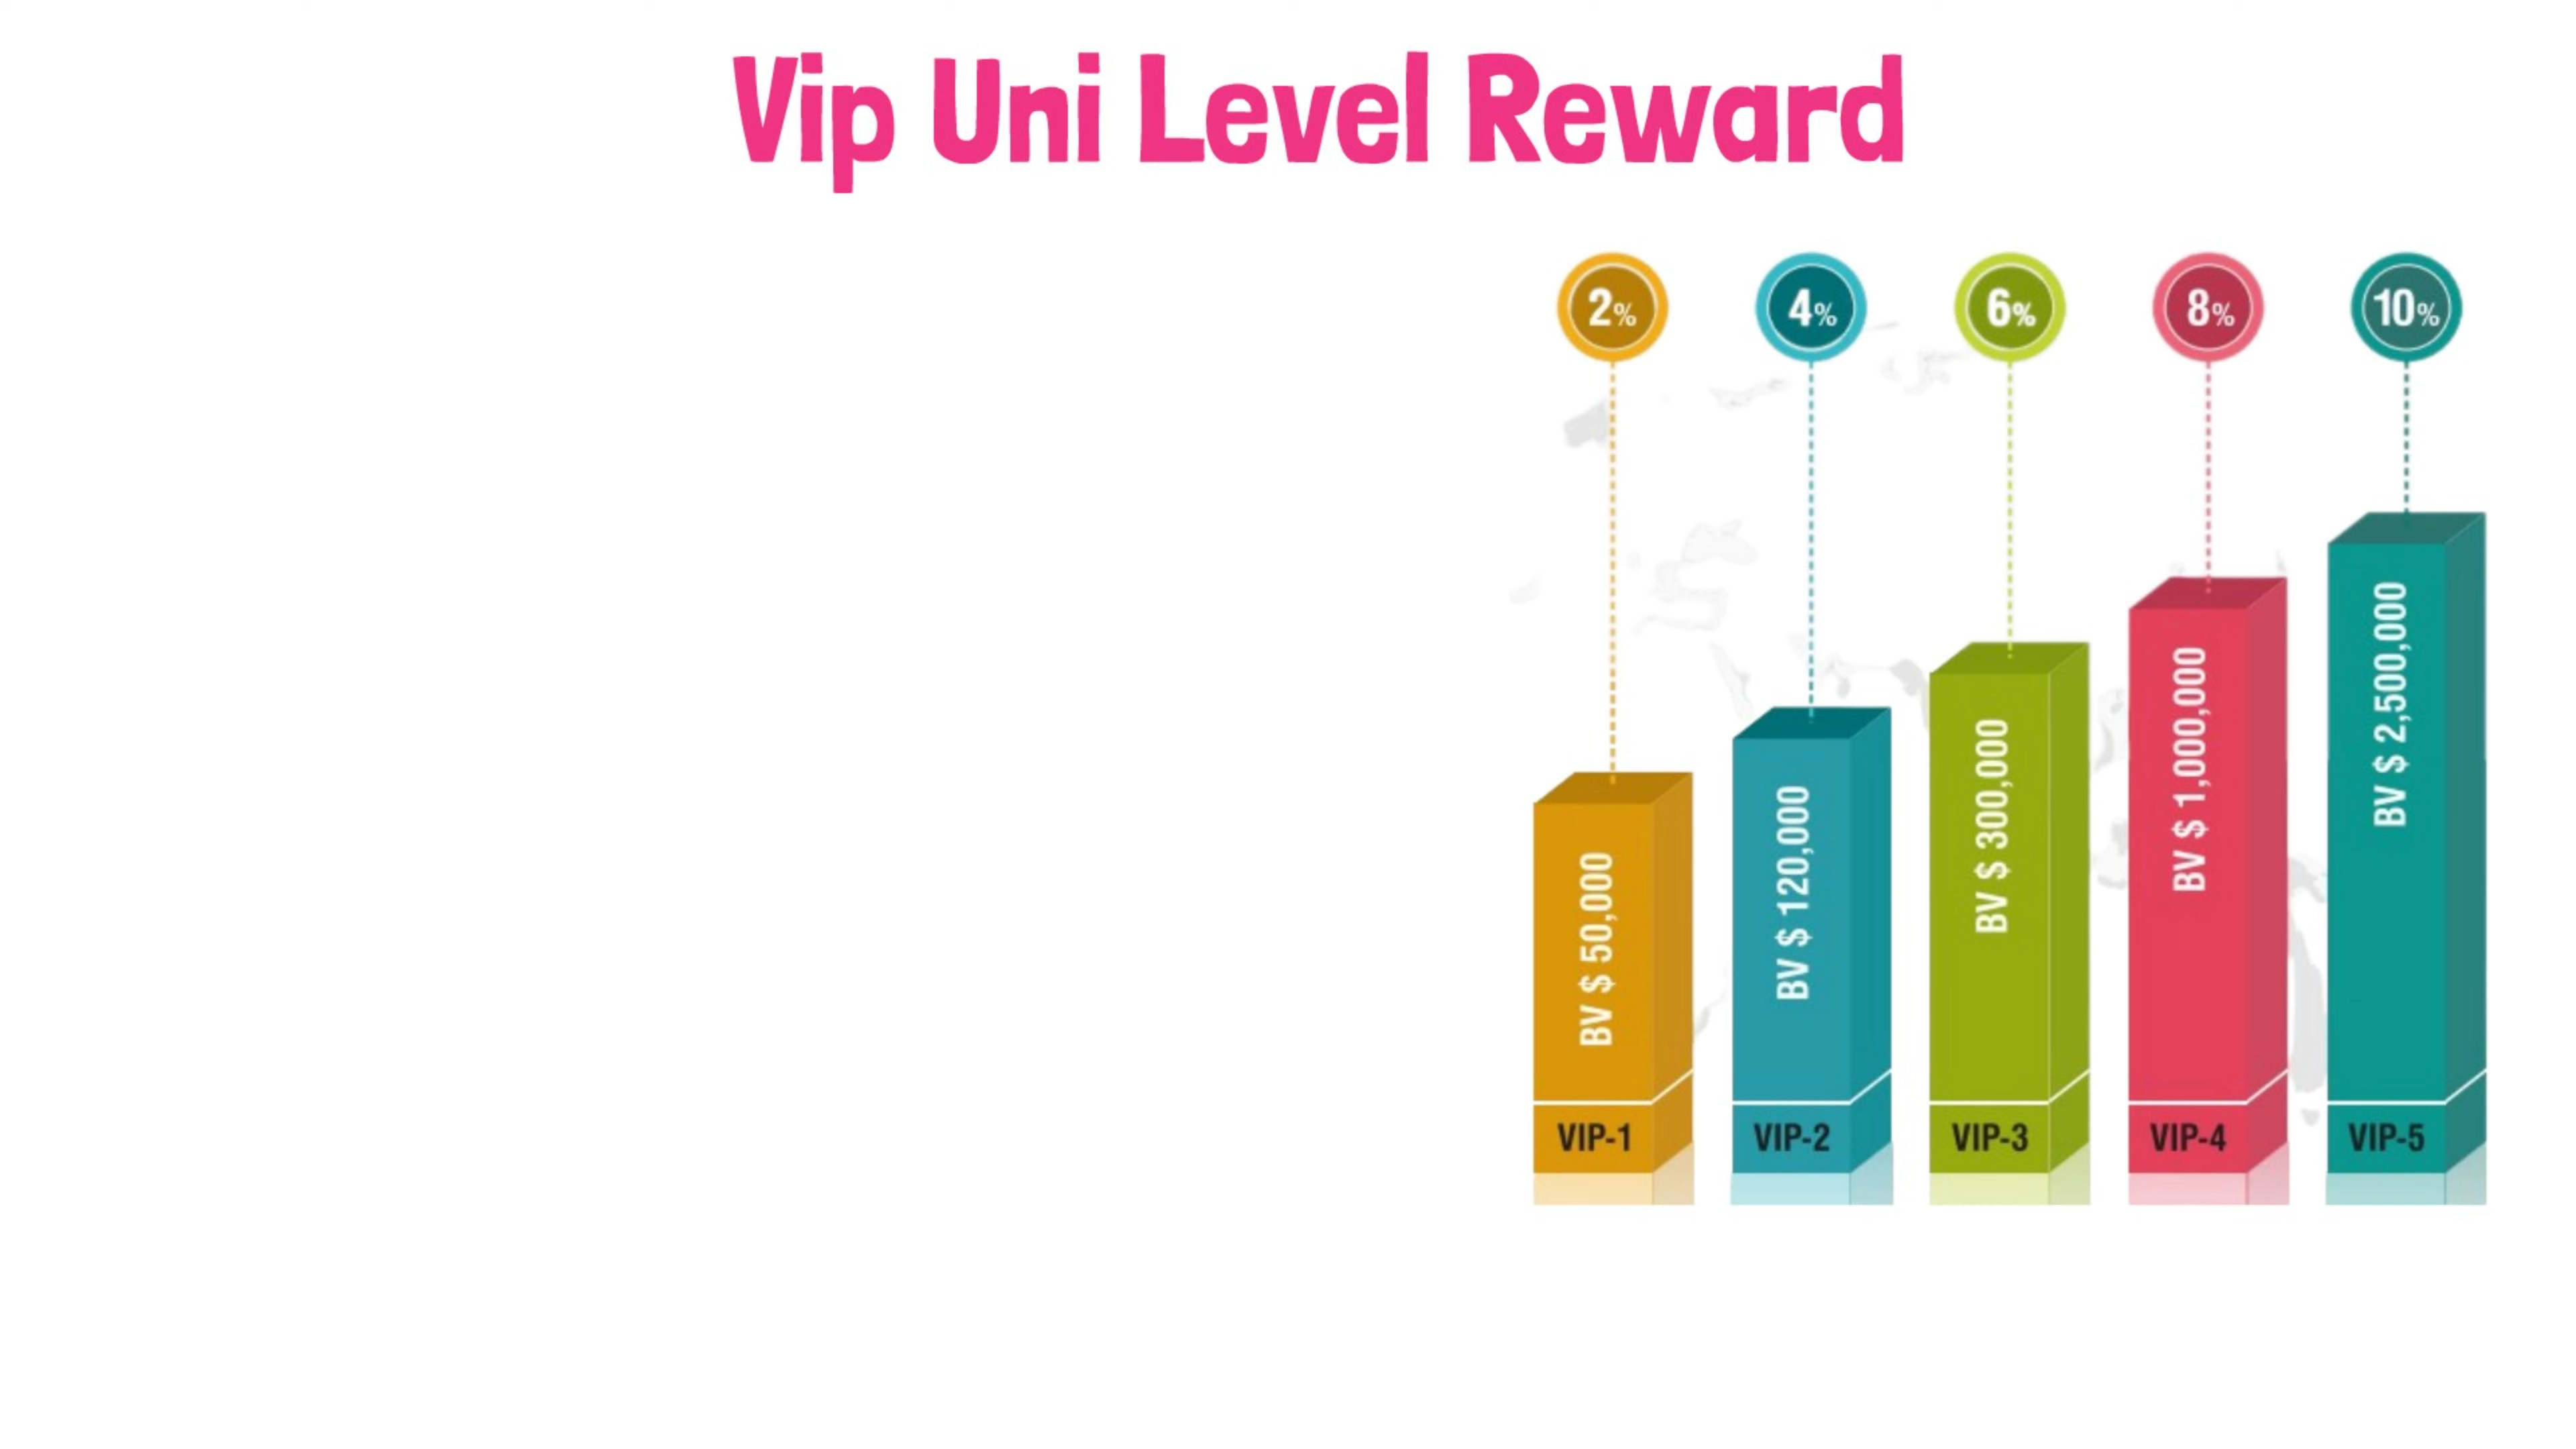 Vip Uni Level Reward
2%
4%
6%
8%
10%
BV $ 50,000
BV $ 120,000
BV $ 300,000
BV $ 1,000,000
BV $ 2,500,000
VIP-1
VIP-2
VIP-3
VIP-4
VIP-5